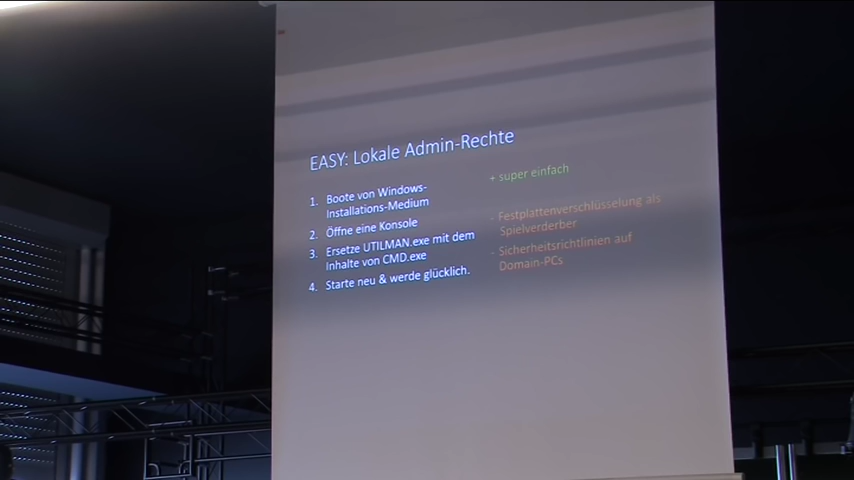 EASY: Lokale Admin-Rechte
1. Boote von Windows-
Installations-Medium
2. Öffne eine Konsole
3. Ersetze UTILMAN.exe mit dem
Inhalte von CMD.exe
4. Starte neu & werde glücklich.
+ super einfach
- Festplattenverschlüsselung als
Spielverderber
- Sicherheitsrichtlinien auf
Domain-PCs